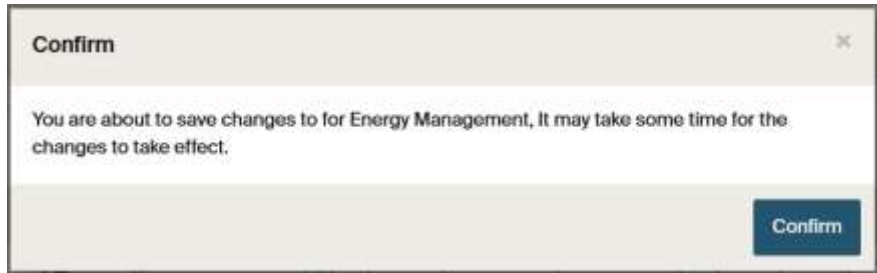 Confirm
×
You are about to save changes to for Energy Management, It may take some time for the
changes to take effect.
Confirm